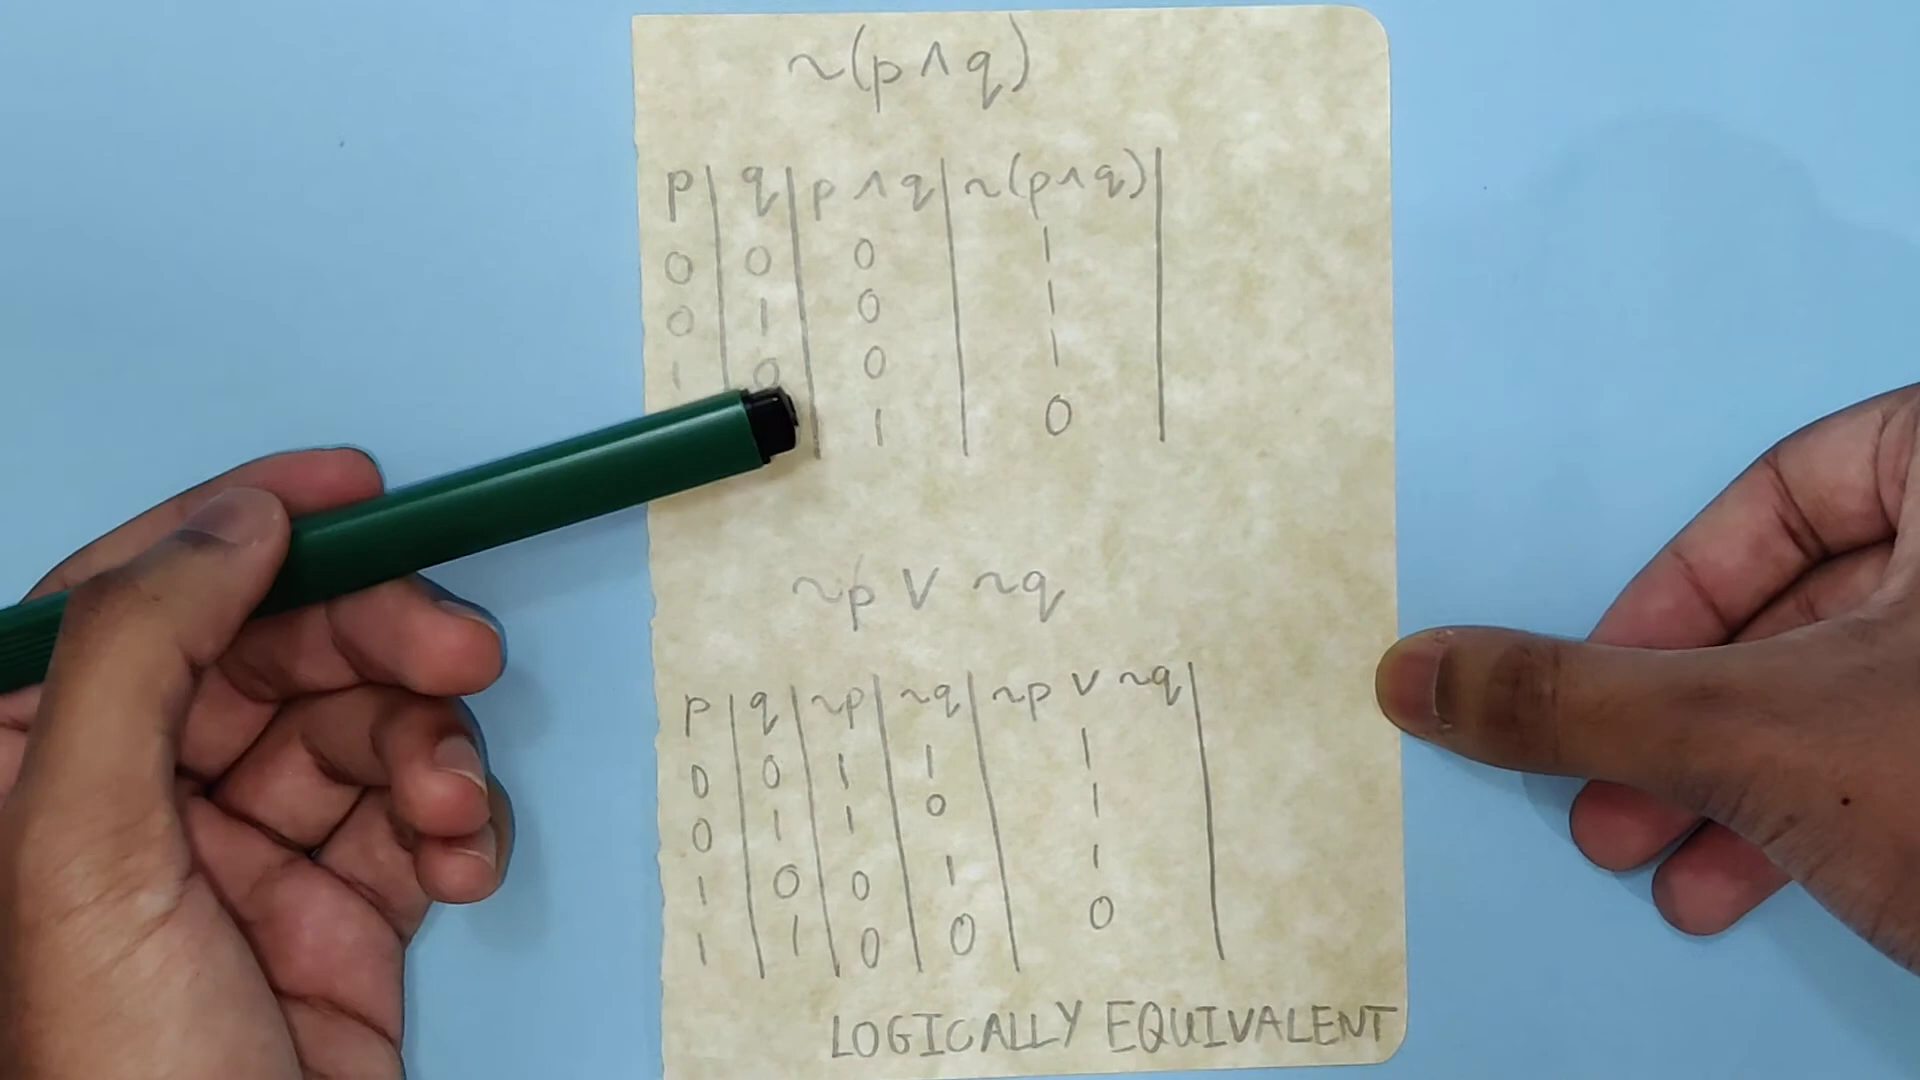 ~(p ∧ q)
p | q | p ∧ q | ~(p ∧ q) |
0 | 0 | 0 | 1 |
0 | 1 | 0 | 1 |
1 | 0 | 0 | 1 |
| 1 | 0 |
~p ∨ ~q
p | q | ~p | ~q | ~p ∨ ~q |
0 | 0 | 1 | 1 | 1 |
0 | 1 | 1 | 0 | 1 |
1 | 0 | 0 | 1 | 1 |
1 | 1 | 0 | 0 | 0 |
LOGICALLY EQUIVALENT